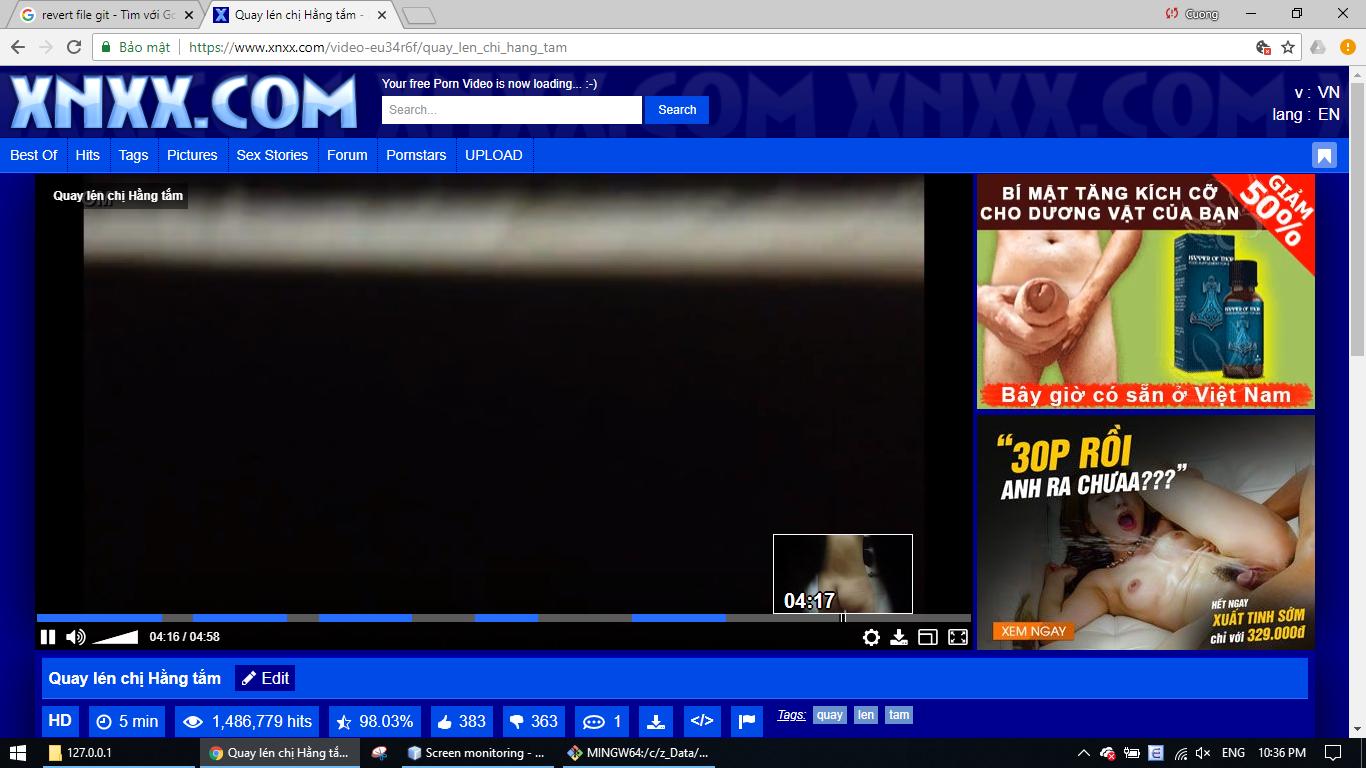 revert file git - Tìm với Go
Quay lén chị Hằng tắm -
Cuong
Bảo mật
https://www.xnxx.com/video-eu34r6f/quay_len_chi_hang_tam
XNXX.COM
Your free Porn Video is now loading... :-)
Search...
Search
v : VN
lang : EN
Best Of
Hits
Tags
Pictures
Sex Stories
Forum
Pornstars
UPLOAD
Quay lén chị Hằng tắm
04:17
04:16 / 04:58
BÍ MẬT TĂNG KÍCH CỠ
CHO DƯƠNG VẬT CỦA BẠN
GIẢM
50%
HAMMER OF THOR
Bây giờ có sẵn ở Việt Nam
“30P RỒI
ANH RA CHƯAA???”
HẾT NGAY
XUẤT TINH SỚM
chỉ với 329.000đ
XEM NGAY
Quay lén chị Hằng tắm
Edit
HD
5 min
1,486,779 hits
98.03%
383
363
1
</>
Tags:
quay
len
tam
127.0.0.1
Quay lén chị Hằng tắ...
Screen monitoring - ...
MINGW64:/c/z_Data/...
ENG
10:36 PM